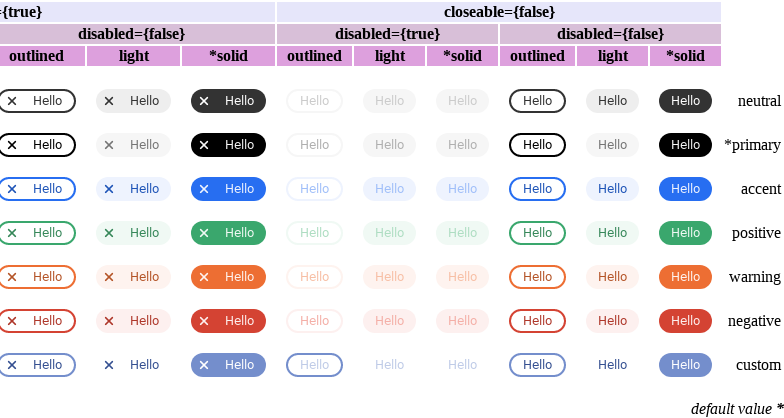 ={true} closeable={false}
disabled={false} disabled={true} disabled={false}
outlined light *solid outlined light *solid outlined light *solid
× Hello × Hello × Hello Hello Hello Hello Hello Hello Hello neutral
× Hello × Hello × Hello Hello Hello Hello Hello Hello Hello *primary
× Hello × Hello × Hello Hello Hello Hello Hello Hello Hello accent
× Hello × Hello × Hello Hello Hello Hello Hello Hello Hello positive
× Hello × Hello × Hello Hello Hello Hello Hello Hello Hello warning
× Hello × Hello × Hello Hello Hello Hello Hello Hello Hello negative
× Hello × Hello × Hello Hello Hello Hello Hello Hello Hello custom
default value *